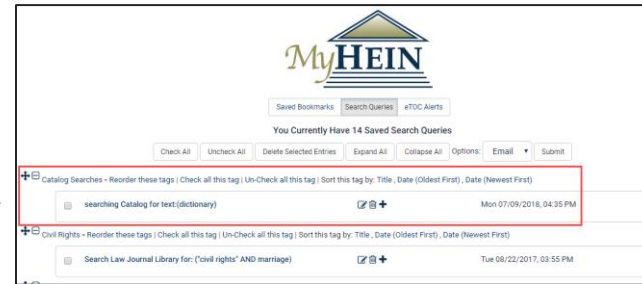 MyHEIN
Saved Bookmarks Search Queries eTOC Alerts
You Currently Have 14 Saved Search Queries
Check All Uncheck All Delete Selected Entries Expand All Collapse All Options: Email Submit
Catalog Searches - Reorder these tags | Check all this tag | Un-Check all this tag | Sort this tag by: Title , Date (Oldest First) , Date (Newest First)
searching Catalog for text:(dictionary) Mon 07/09/2018, 04:35 PM
Civil Rights - Reorder these tags | Check all this tag | Un-Check all this tag | Sort this tag by: Title , Date (Oldest First) , Date (Newest First)
Search Law Journal Library for: ("civil rights" AND marriage) Tue 08/22/2017, 03:55 PM